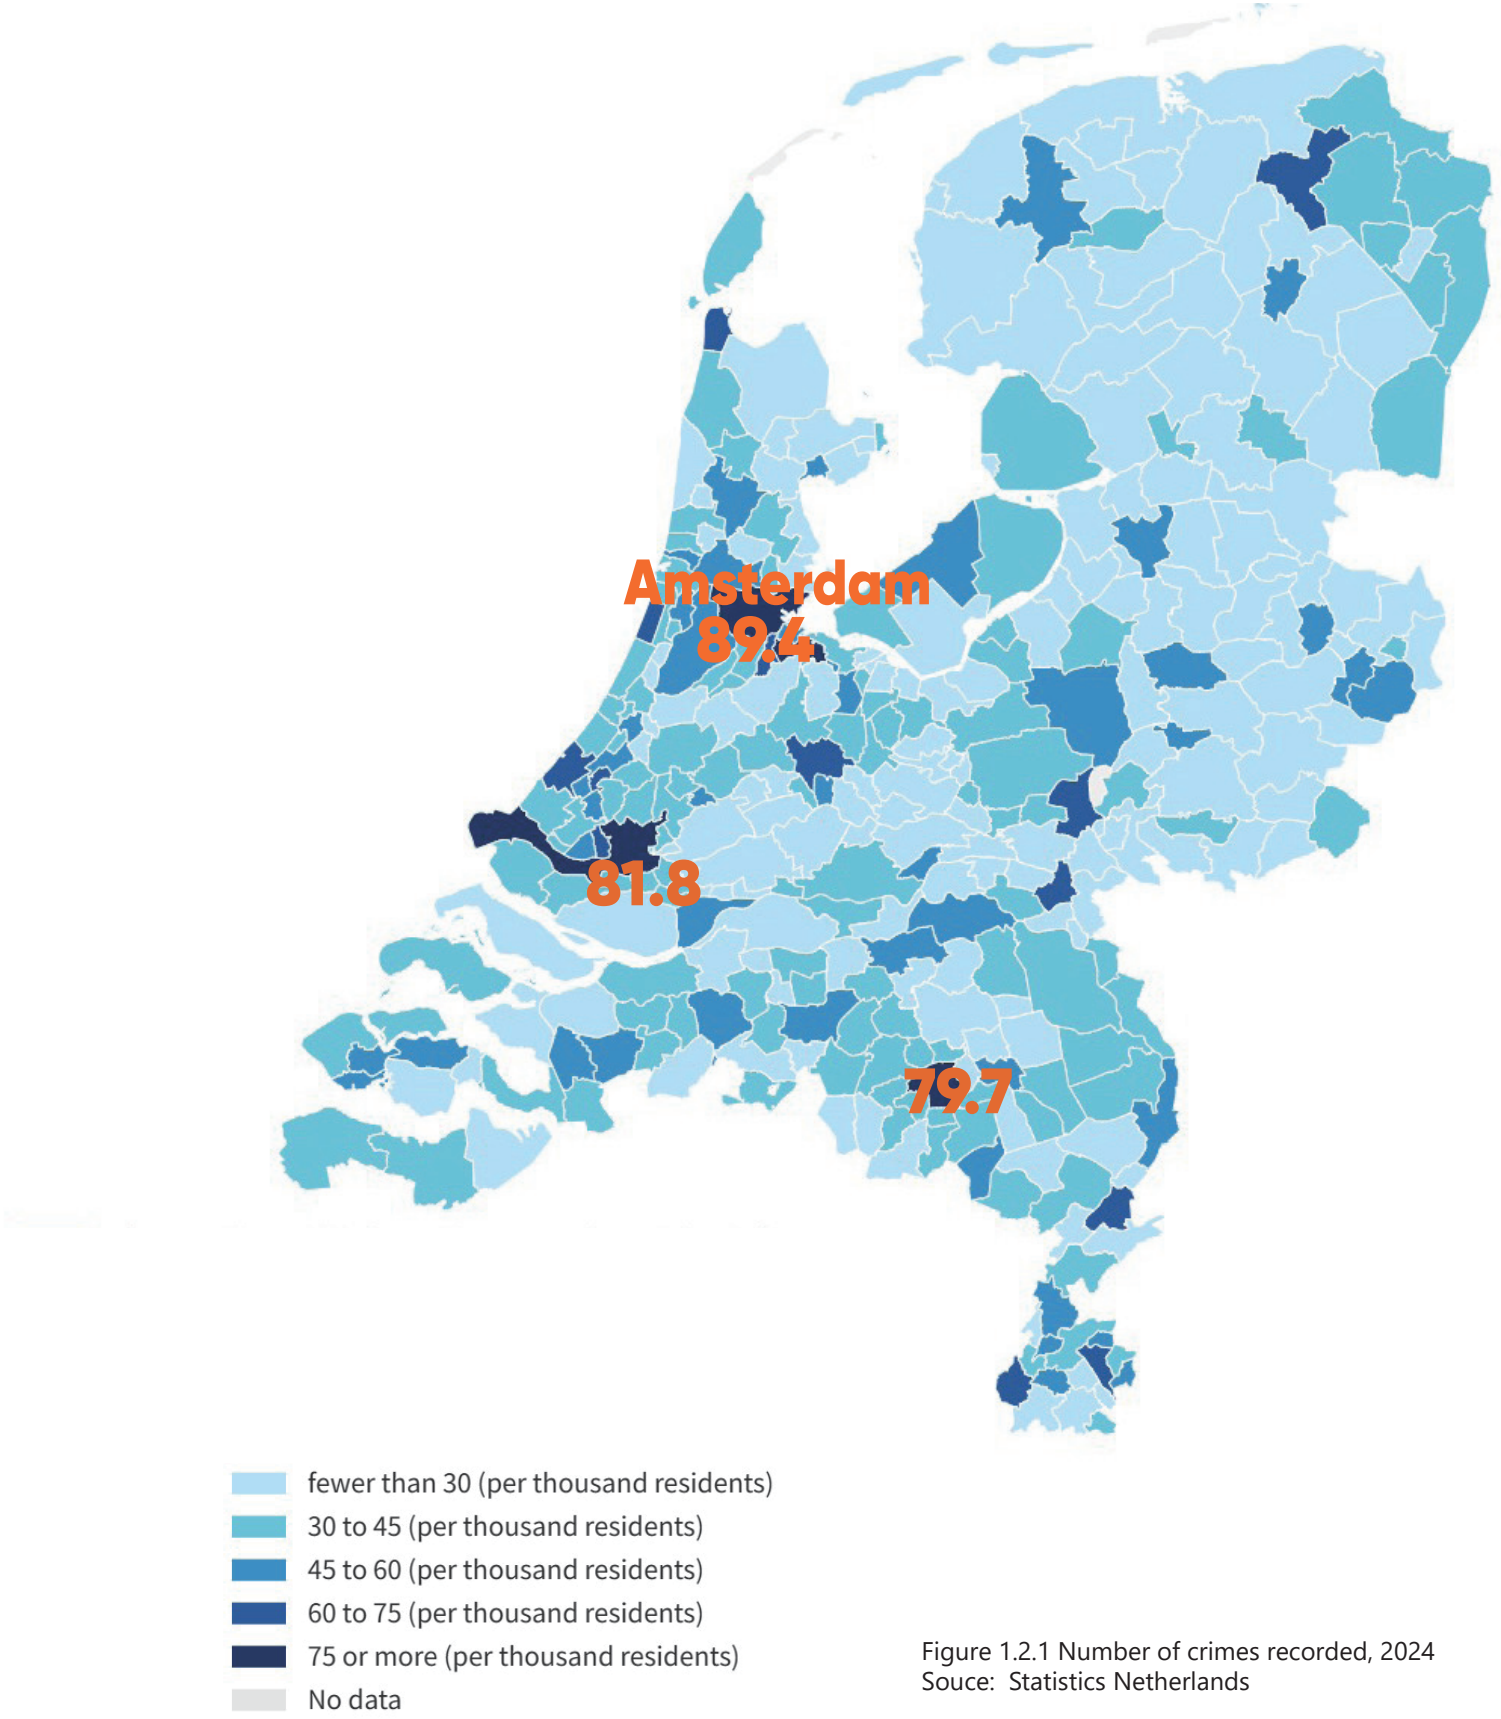 Amsterdam
89.4
81.8
79.7
fewer than 30 (per thousand residents)
30 to 45 (per thousand residents)
45 to 60 (per thousand residents)
60 to 75 (per thousand residents)
75 or more (per thousand residents)
No data
Figure 1.2.1 Number of crimes recorded, 2024
Souce: Statistics Netherlands